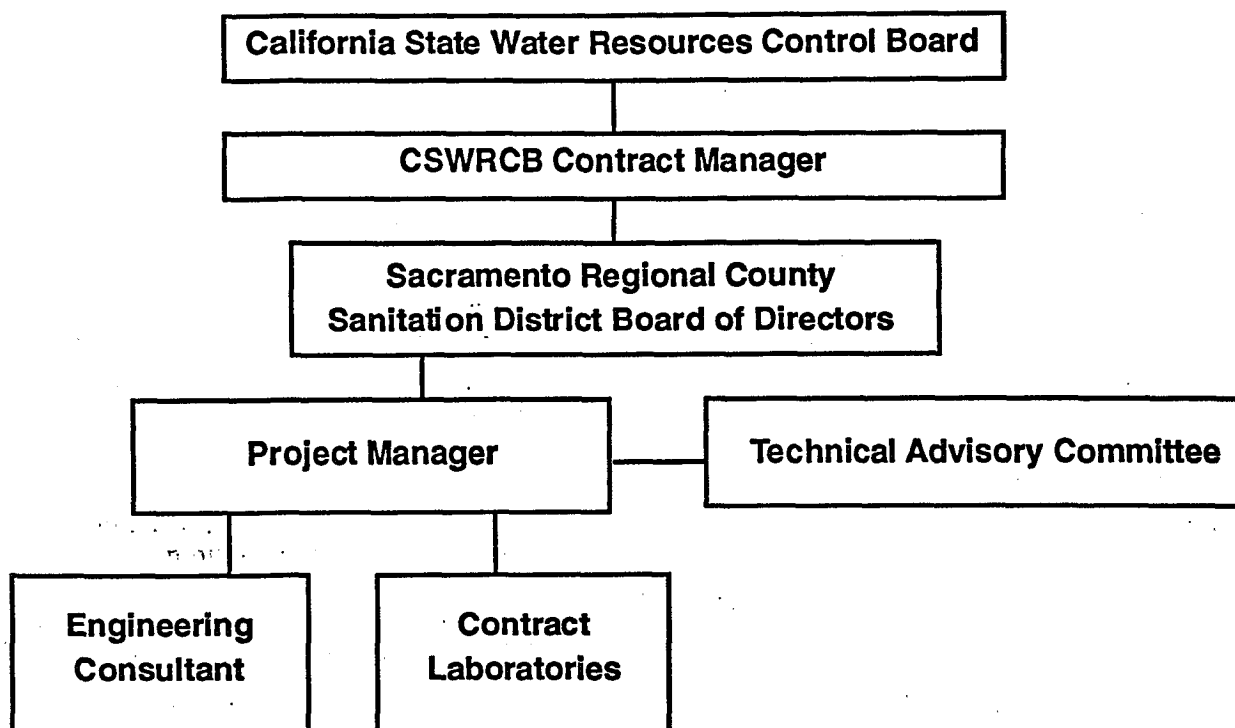 California State Water Resources Control Board
CSWRCB Contract Manager
Sacramento Regional County
Sanitation District Board of Directors
Project Manager
Technical Advisory Committee
Engineering
Consultant
Contract
Laboratories